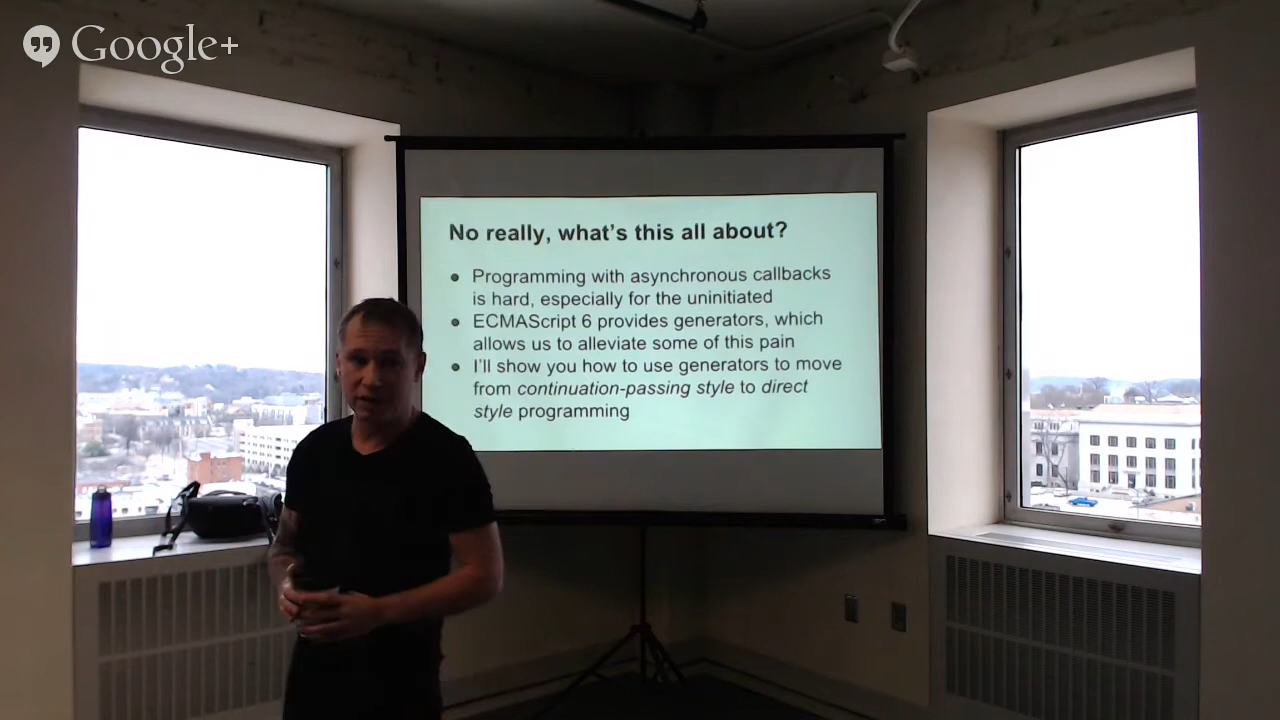 Google+
No really, what's this all about?
● Programming with asynchronous callbacks
is hard, especially for the uninitiated
● ECMAScript 6 provides generators, which
allows us to alleviate some of this pain
● I'll show you how to use generators to move
from continuation-passing style to direct
style programming